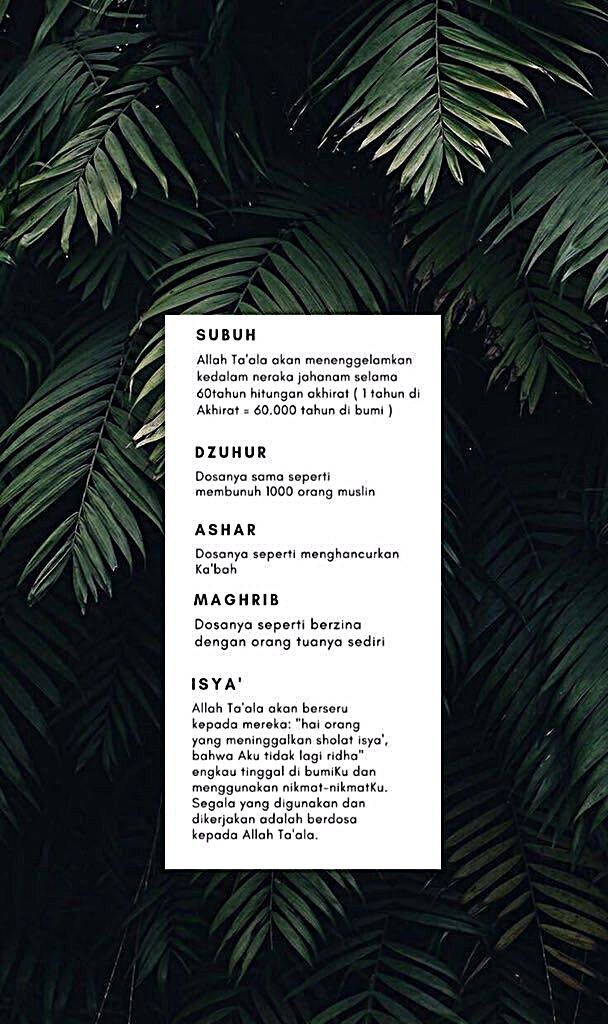 SUBUH
Allah Ta'ala akan menenggelamkan
kedalam neraka jahanam selama
60tahun hitungan akhirat ( 1 tahun di
Akhirat = 60.000 tahun di bumi )
DZUHUR
Dosanya sama seperti
membunuh 1000 orang muslin
ASHAR
Dosanya seperti menghancurkan
Ka'bah
MAGHRIB
Dosanya seperti berzina
dengan orang tuanya sediri
ISYA'
Allah Ta'ala akan berseru
kepada mereka: "hai orang
yang meninggalkan sholat isya',
bahwa Aku tidak lagi ridha"
engkau tinggal di bumiKu dan
menggunakan nikmat-nikmatKu.
Segala yang digunakan dan
dikerjakan adalah berdosa
kepada Allah Ta'ala.